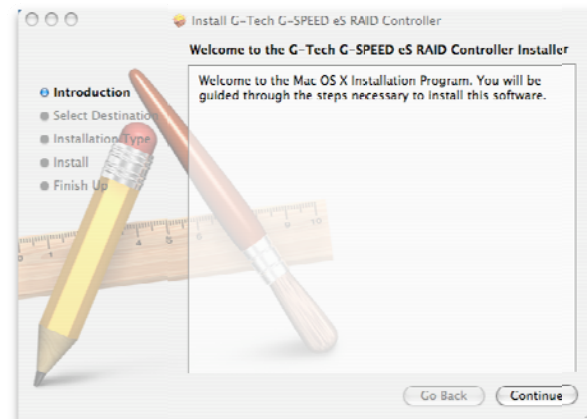 Install G-Tech G-SPEED eS RAID Controller
Welcome to the G-Tech G-SPEED eS RAID Controller Installer
Introduction
Select Destination
Installation Type
Install
Finish Up
Welcome to the Mac OS X Installation Program. You will be
guided through the steps necessary to install this software.
Go Back
Continue